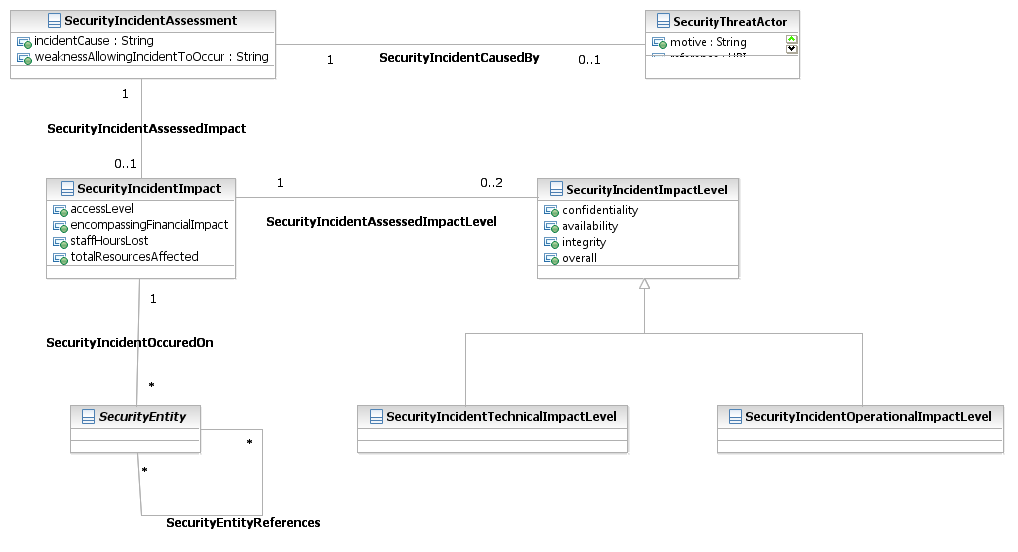 SecurityIncidentAssessment
incidentCause : String
weaknessAllowingIncidentToOccur : String
SecurityThreatActor
motive : String
1
SecurityIncidentCausedBy
0..1
1
SecurityIncidentAssessedImpact
0..1
SecurityIncidentImpact
accessLevel
encompassingFinancialImpact
staffHoursLost
totalResourcesAffected
1
0..2
SecurityIncidentAssessedImpactLevel
SecurityIncidentImpactLevel
confidentiality
availability
integrity
overall
1
SecurityIncidentOccuredOn
*
SecurityEntity
*
*
SecurityEntityReferences
SecurityIncidentTechnicalImpactLevel
SecurityIncidentOperationalImpactLevel